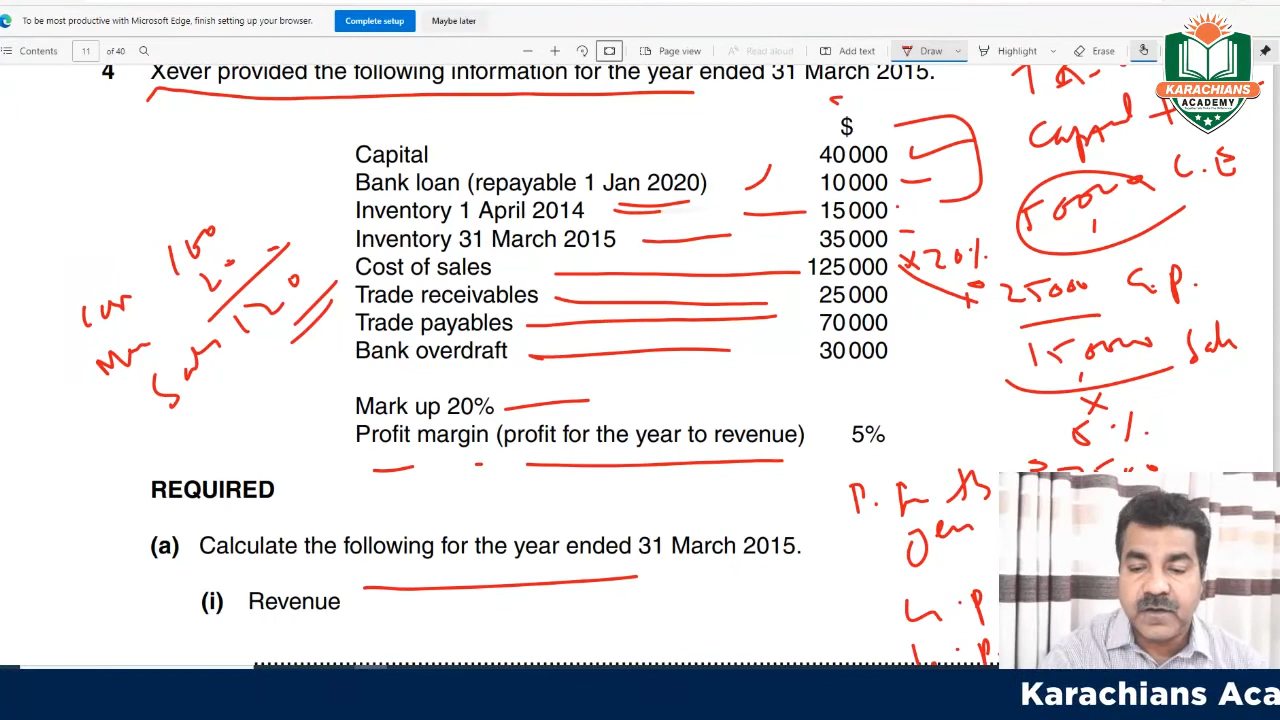 To be most productive with Microsoft Edge, finish setting up your browser.
Complete setup
Maybe later
Contents
11 of 40
Page view
Read aloud
Add text
Draw
Highlight
Erase
KARACHIANS
ACADEMY
4 Xever provided the following information for the year ended 31 March 2015.
$
Capital 40 000
Bank loan (repayable 1 Jan 2020) 10 000
Inventory 1 April 2014 15 000
Inventory 31 March 2015 35 000
Cost of sales 125 000
Trade receivables 25 000
Trade payables 70 000
Bank overdraft 30 000
Mark up 20%
Profit margin (profit for the year to revenue) 5%
REQUIRED
(a) Calculate the following for the year ended 31 March 2015.
(i) Revenue
Capital +
50000 C.E
x 20%
25000 G.P.
150000 Sale
x
5 %
100
20
120
Sales
G.P
Karachians Aca